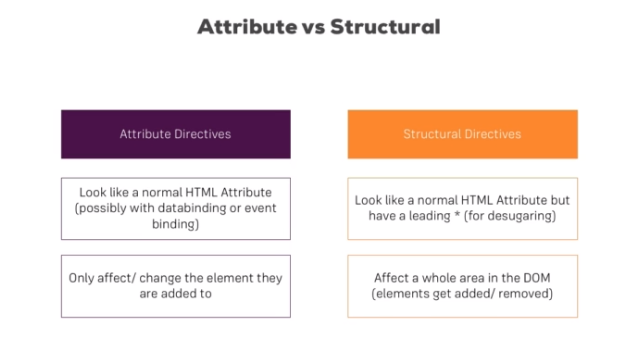 Attribute vs Structural
Attribute Directives
Structural Directives
Look like a normal HTML Attribute
(possibly with databinding or event
binding)
Look like a normal HTML Attribute but
have a leading * (for desugaring)
Only affect/ change the element they
are added to
Affect a whole area in the DOM
(elements get added/ removed)